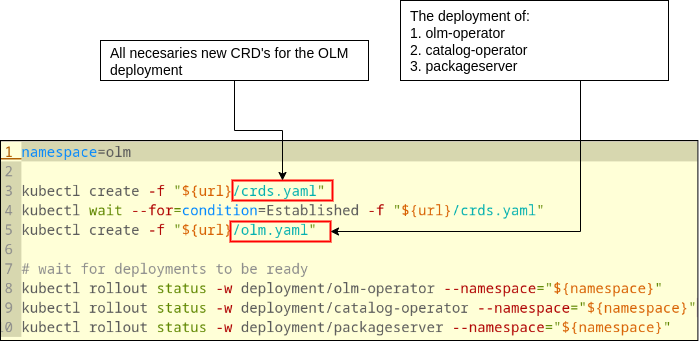 The deployment of:
1. olm-operator
2. catalog-operator
3. packageserver
All necesaries new CRD's for the OLM
deployment
1 namespace=olm
2
3 kubectl create -f "${url}/crds.yaml"
4 kubectl wait --for=condition=Established -f "${url}/crds.yaml"
5 kubectl create -f "${url}/olm.yaml"
6
7 # wait for deployments to be ready
8 kubectl rollout status -w deployment/olm-operator --namespace="${namespace}"
9 kubectl rollout status -w deployment/catalog-operator --namespace="${namespace}"
10 kubectl rollout status -w deployment/packageserver --namespace="${namespace}"